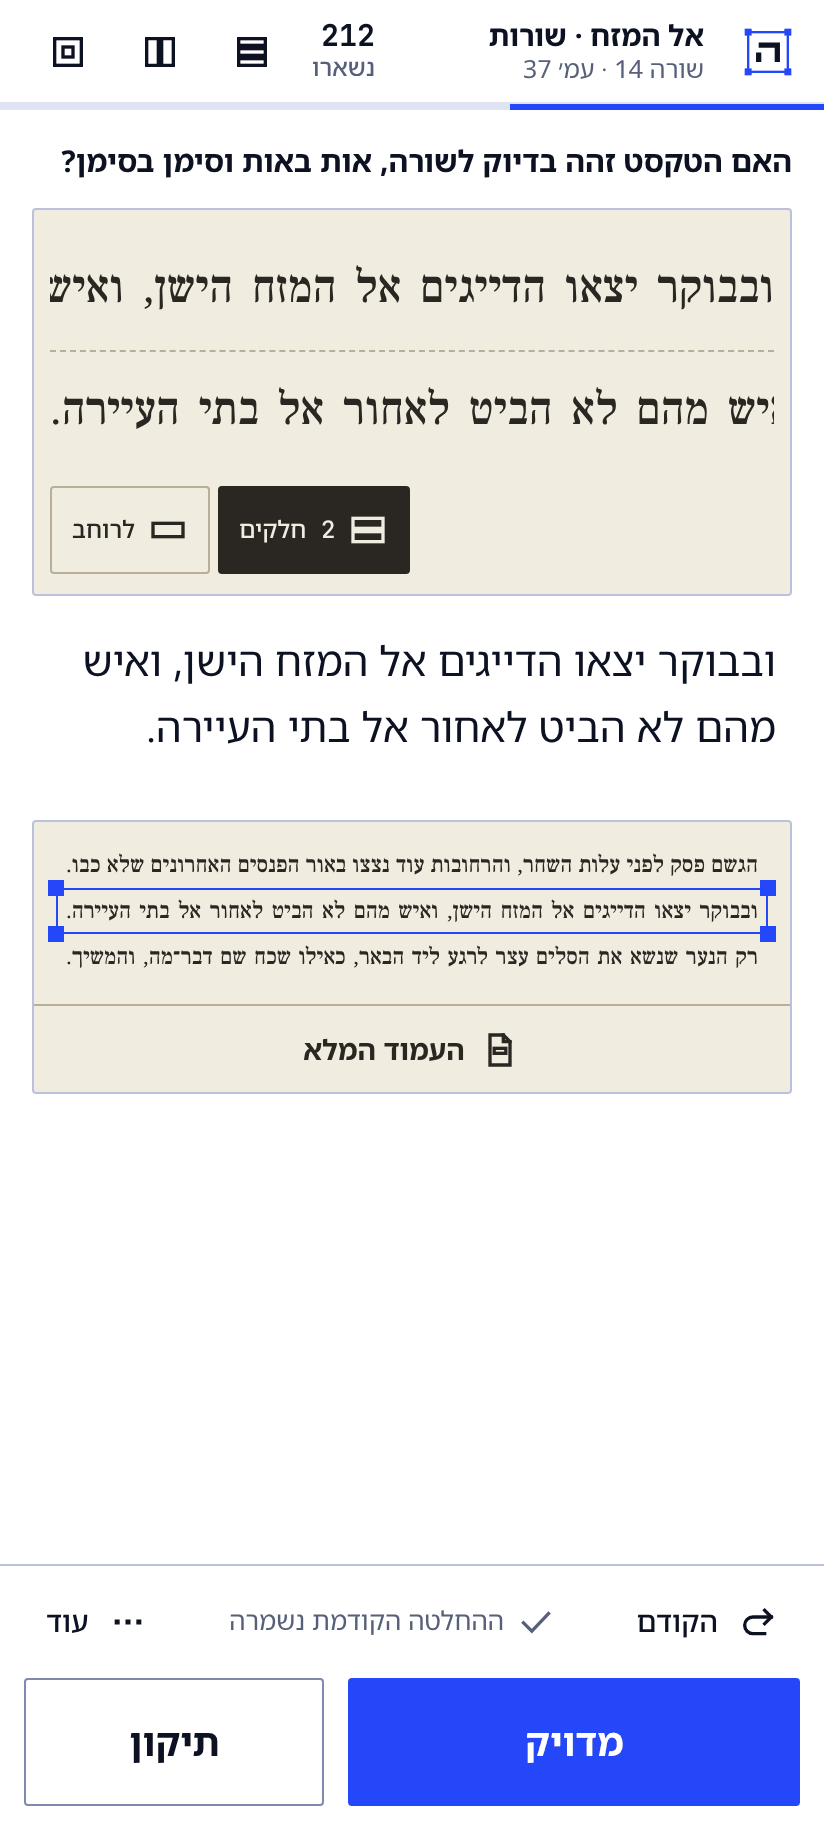 ה
אל המזח · שורות
שורה 14 · עמ׳ 37
212
נשארו
האם הטקסט זהה בדיוק לשורה, אות באות וסימן בסימן?
ובבוקר יצאו הדייגים אל המזח הישן, ואיש
איש מהם לא הביט לאחור אל בתי העיירה.
2 חלקים
לרוחב
ובבוקר יצאו הדייגים אל המזח הישן, ואיש
מהם לא הביט לאחור אל בתי העיירה.
הגשם פסק לפני עלות השחר, והרחובות עוד נצצו באור הפנסים האחרונים שלא כבו.
ובבוקר יצאו הדייגים אל המזח הישן, ואיש מהם לא הביט לאחור אל בתי העיירה.
רק הנער שנשא את הסלים עצר לרגע ליד הבאר, כאילו שכח שם דבר־מה, והמשיך.
העמוד המלא
הקודם
ההחלטה הקודמת נשמרה
עוד
מדויק
תיקון